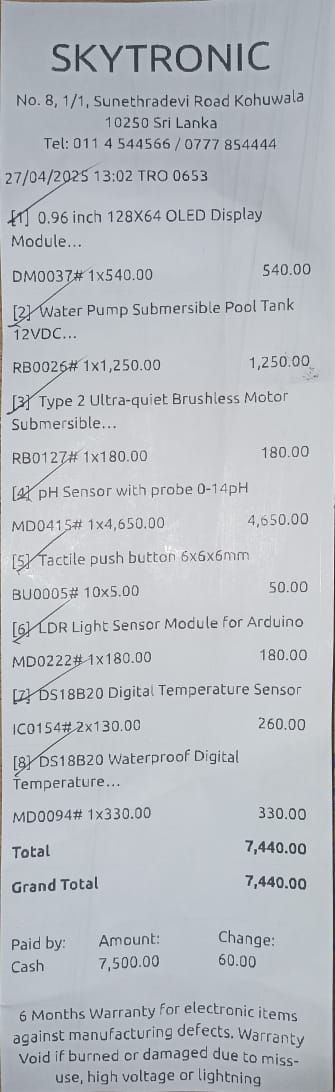 SKYTRONIC
No. 8, 1/1, Sunethradevi Road Kohuwala
10250 Sri Lanka
Tel: 011 4 544566 / 0777 854444
27/04/2025 13:02 TRO 0653
[1] 0.96 inch 128X64 OLED Display
Module...
DM0037# 1x540.00 540.00
[2] Water Pump Submersible Pool Tank
12VDC...
RB0026# 1x1,250.00 1,250.00
[3] Type 2 Ultra-quiet Brushless Motor
Submersible...
RB0127# 1x180.00 180.00
[4] pH Sensor with probe 0-14pH
MD0415# 1x4,650.00 4,650.00
[5] Tactile push button 6x6x6mm
BU0005# 10x5.00 50.00
[6] LDR Light Sensor Module for Arduino
MD0222# 1x180.00 180.00
[7] DS18B20 Digital Temperature Sensor
IC0154# 2x130.00 260.00
[8] DS18B20 Waterproof Digital
Temperature...
MD0094# 1x330.00 330.00
Total 7,440.00
Grand Total 7,440.00
Paid by: Amount: Change:
Cash 7,500.00 60.00
6 Months Warranty for electronic items
against manufacturing defects. Warranty
Void if burned or damaged due to miss-
use, high voltage or lightning